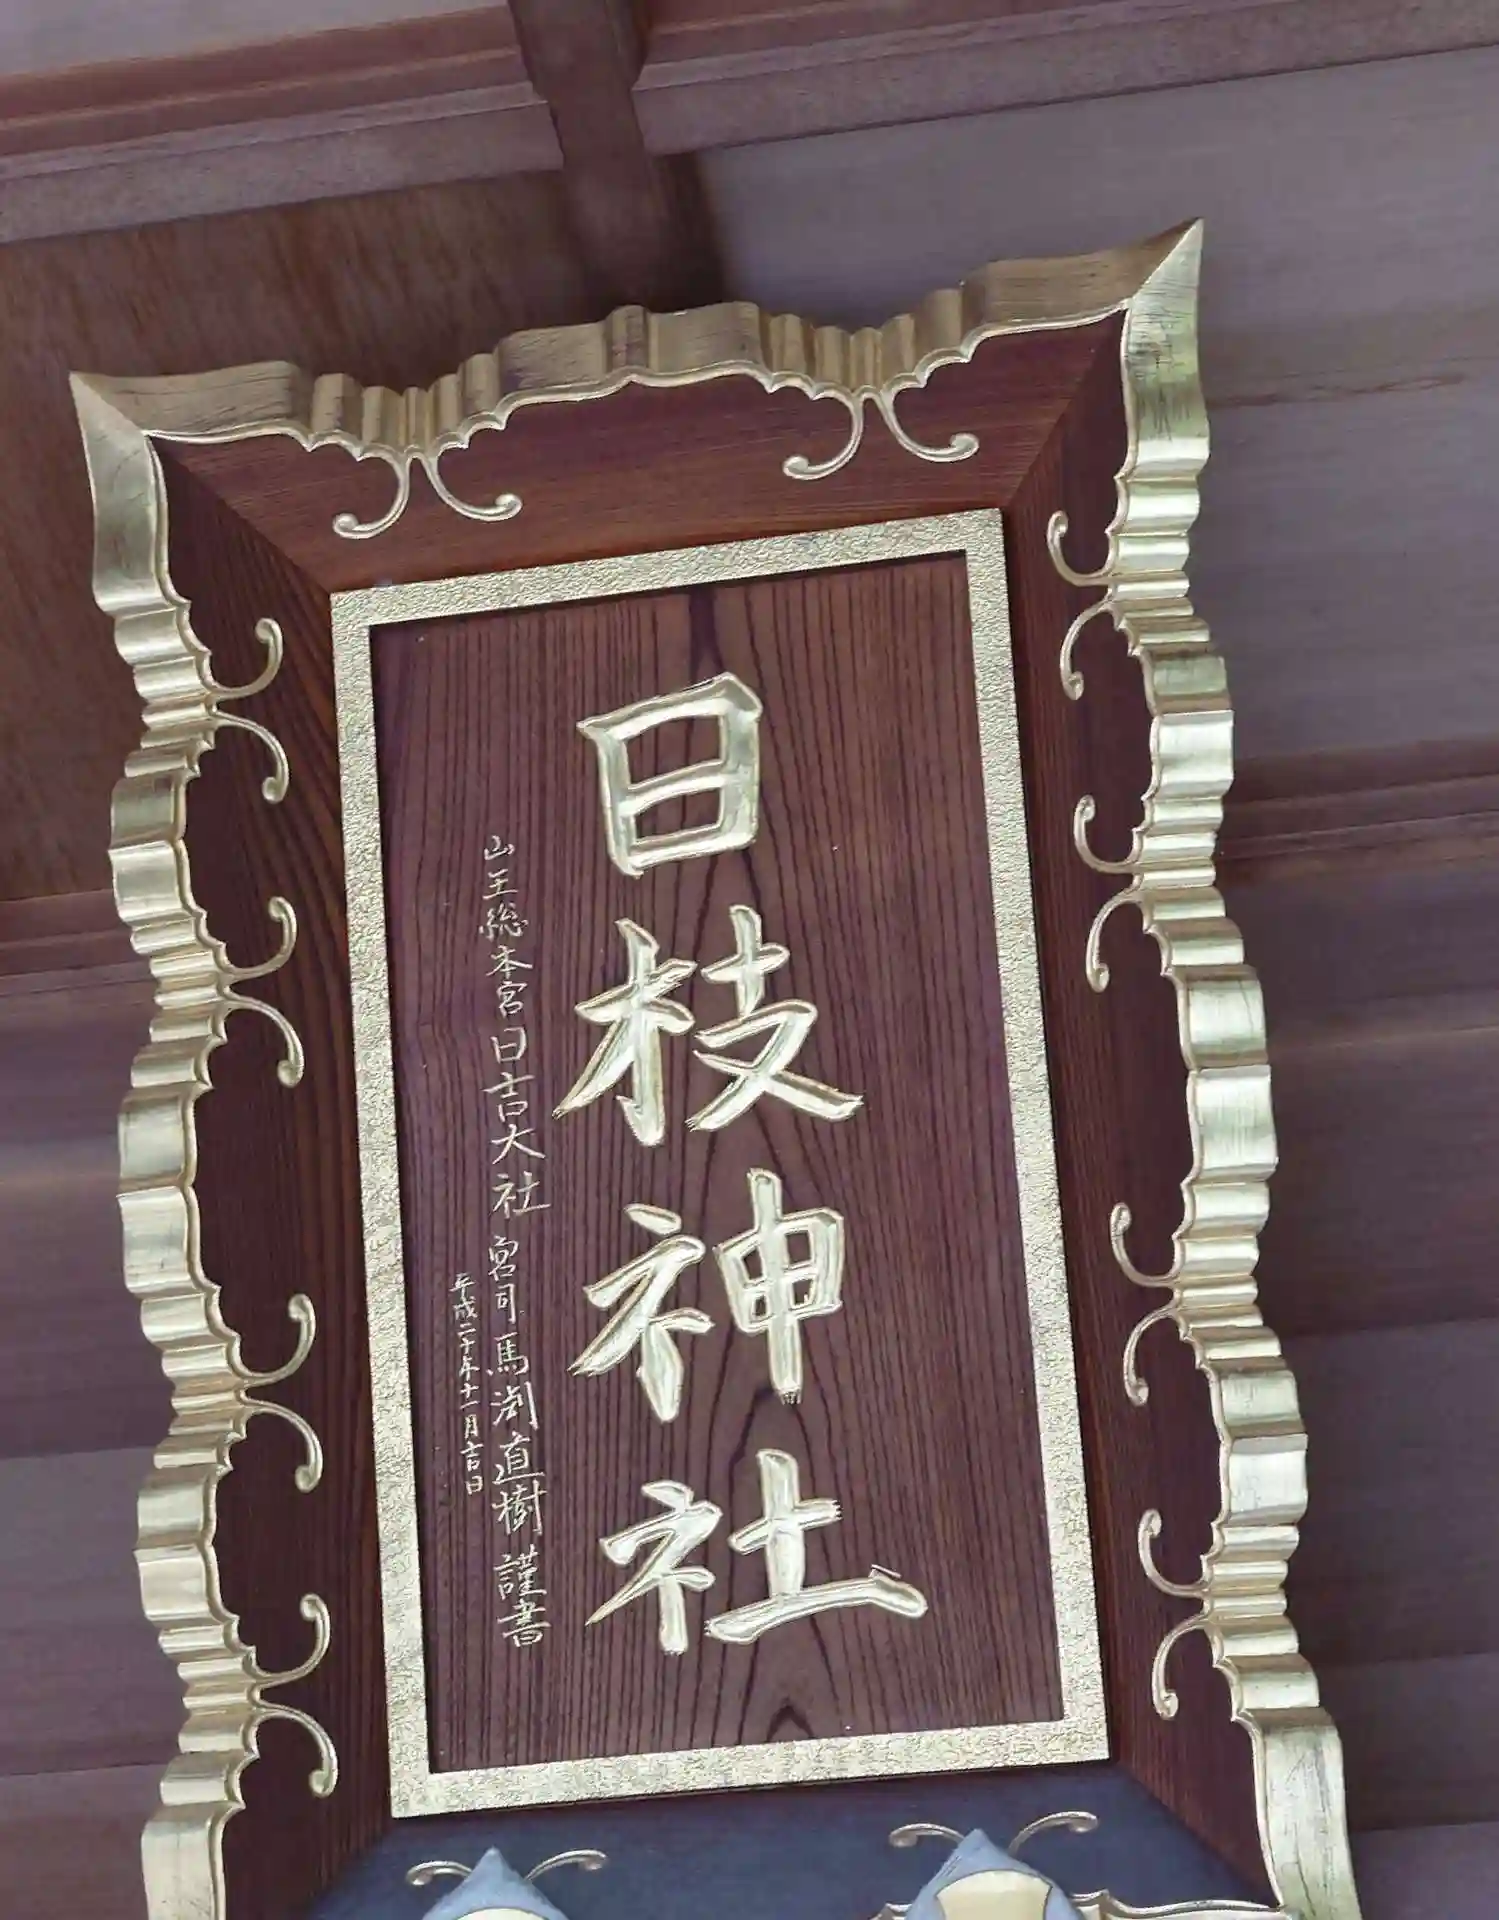 日枝神社
山王総本宮日吉大社 宮司馬渕直樹 謹書
平成二十年十一月吉日